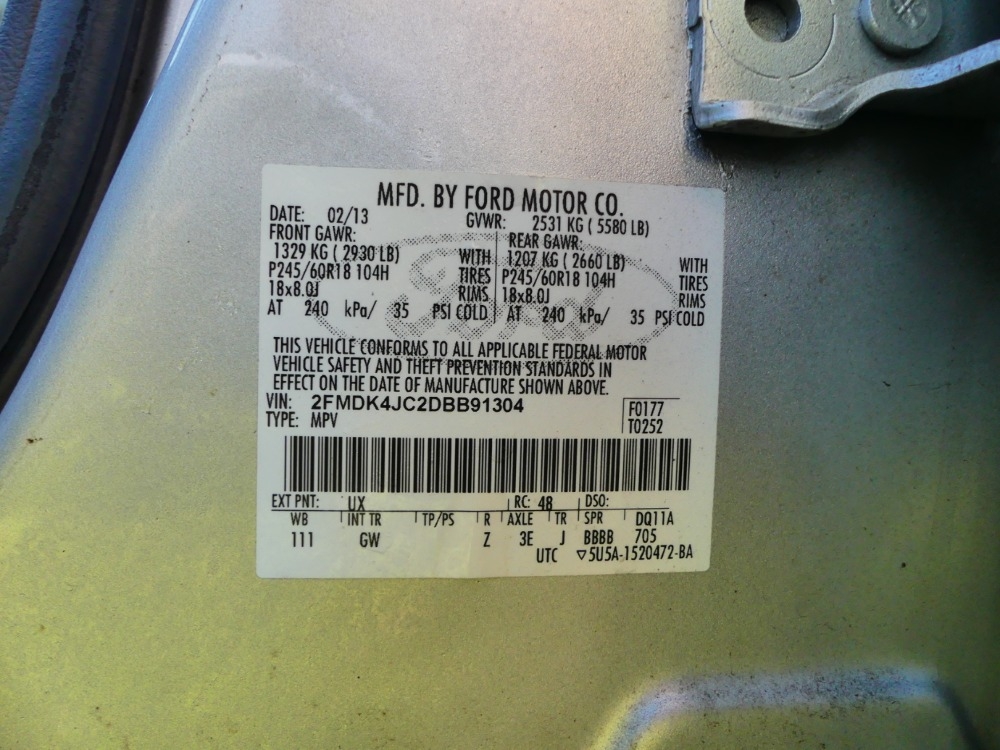 MFD. BY FORD MOTOR CO.
DATE: 02/13 GVWR: 2531 KG ( 5580 LB)
FRONT GAWR: REAR GAWR:
1329 KG ( 2930 LB) WITH 1207 KG ( 2660 LB) WITH
P245/60R18 104H TIRES P245/60R18 104H TIRES
18x8.0J RIMS 18x8.0J RIMS
AT 240 kPa/ 35 PSI COLD AT 240 kPa/ 35 PSI COLD
Ford
THIS VEHICLE CONFORMS TO ALL APPLICABLE FEDERAL MOTOR
VEHICLE SAFETY AND THEFT PREVENTION STANDARDS IN
EFFECT ON THE DATE OF MANUFACTURE SHOWN ABOVE.
VIN: 2FMDK4JC2DBB91304 F0177
TYPE: MPV T0252
EXT PNT: UX RC: 48 DSO:
WB INT TR TP/PS R AXLE TR SPR DQ11A
111 GW Z 3E J BBBB 705
UTC ▽5U5A-1520472-BA